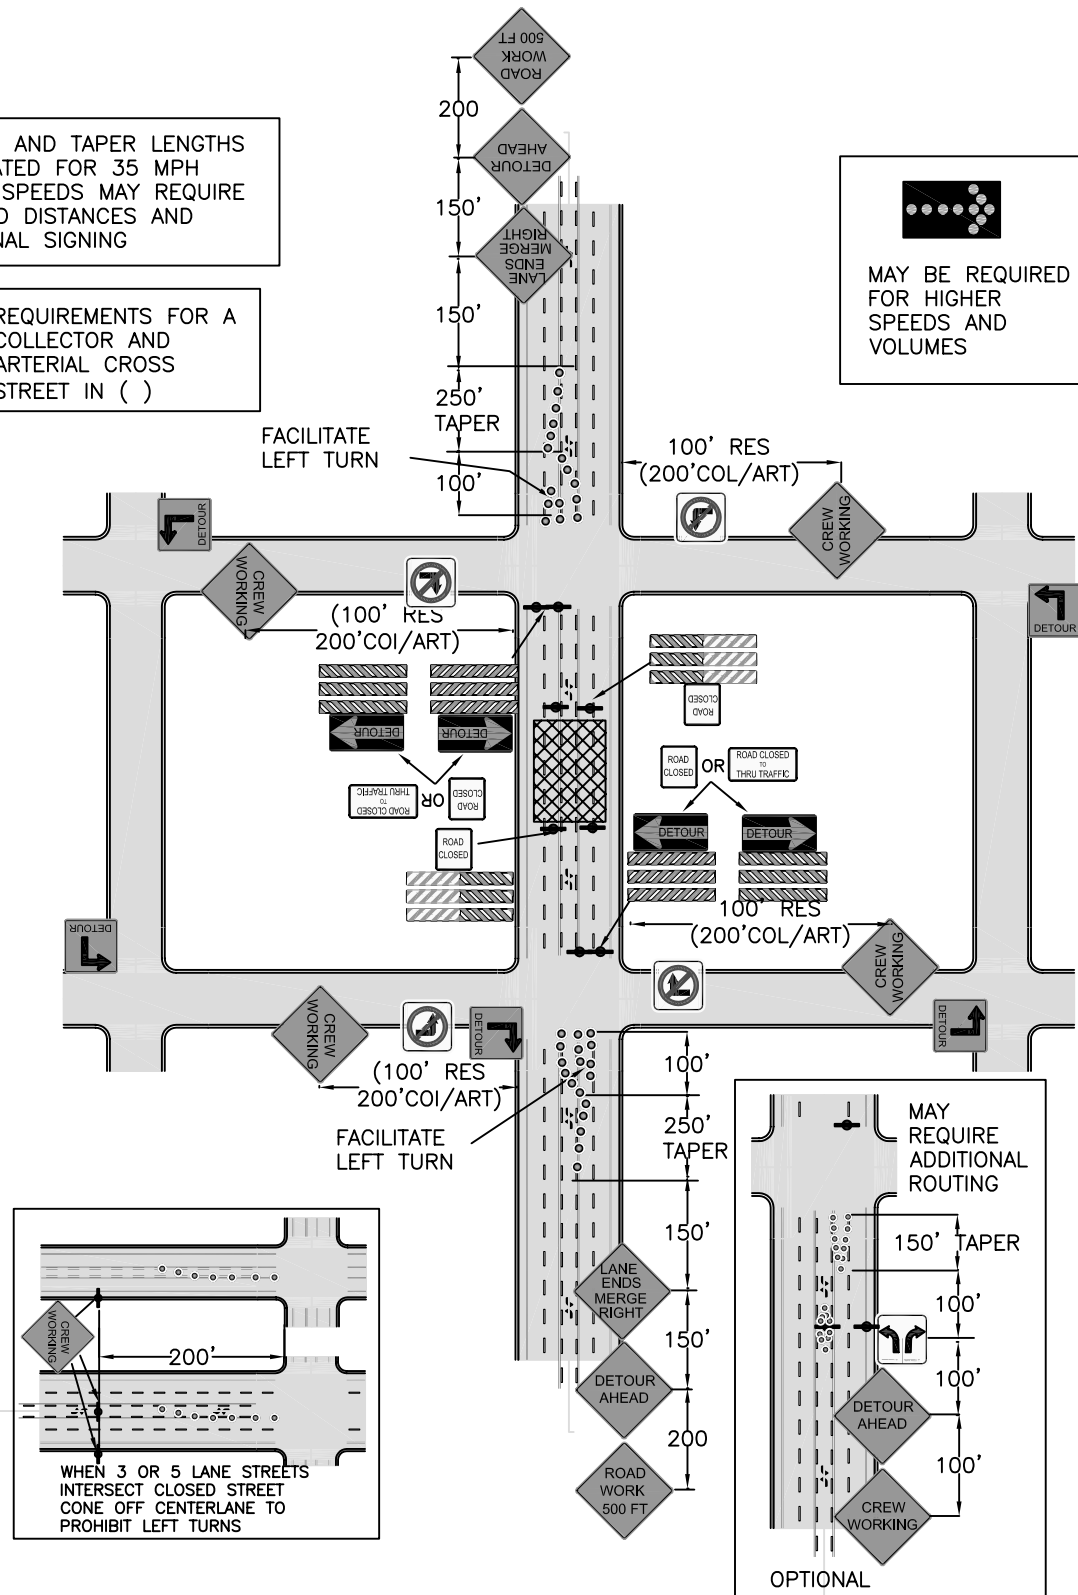 ROAD
WORK
500 FT
200
DETOUR
AHEAD
150'
LANE
ENDS
MERGE
RIGHT
150'
250'
TAPER
100'
AND TAPER LENGTHS
FOR 35 MPH
SPEEDS MAY REQUIRE
DISTANCES AND
SIGNING
REQUIREMENTS FOR A
COLLECTOR AND
ARTERIAL CROSS
STREET IN ( )
MAY BE REQUIRED
FOR HIGHER
SPEEDS AND
VOLUMES
FACILITATE
LEFT TURN
100' RES
(200'COL/ART)
DETOUR
CREW
WORKING
CREW
WORKING
DETOUR
(100' RES
200'COI/ART)
ROAD
CLOSED
DETOUR
DETOUR
ROAD CLOSED
TO
THRU TRAFFIC
OR
ROAD
CLOSED
ROAD
CLOSED
OR
ROAD CLOSED
TO
THRU TRAFFIC
DETOUR
DETOUR
ROAD
CLOSED
100' RES
(200'COL/ART)
DETOUR
CREW
WORKING
CREW
WORKING
DETOUR
DETOUR
(100' RES
200'COI/ART)
FACILITATE
LEFT TURN
100'
250'
TAPER
150'
LANE
ENDS
MERGE
RIGHT
150'
DETOUR
AHEAD
200
ROAD
WORK
500 FT
MAY
REQUIRE
ADDITIONAL
ROUTING
150' TAPER
100'
100'
DETOUR
AHEAD
100'
CREW
WORKING
OPTIONAL
CREW
WORKING
200'
WHEN 3 OR 5 LANE STREETS
INTERSECT CLOSED STREET
CONE OFF CENTERLANE TO
PROHIBIT LEFT TURNS